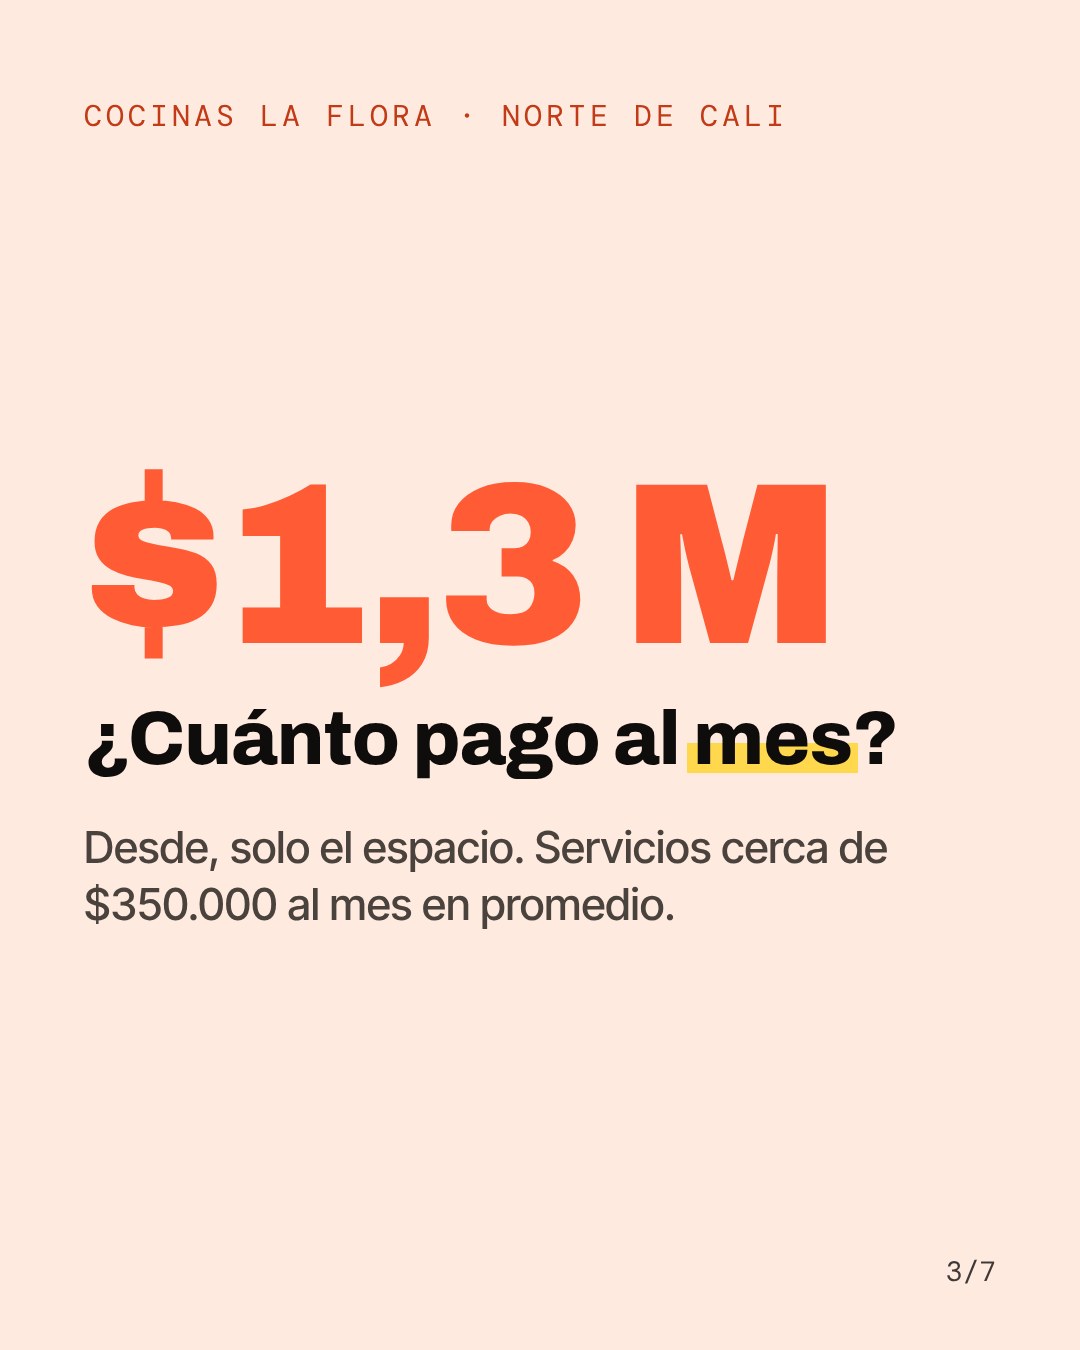 COCINAS LA FLORA · NORTE DE CALI
$1,3 M
¿Cuánto pago al mes?
Desde, solo el espacio. Servicios cerca de
$350.000 al mes en promedio.
3/7